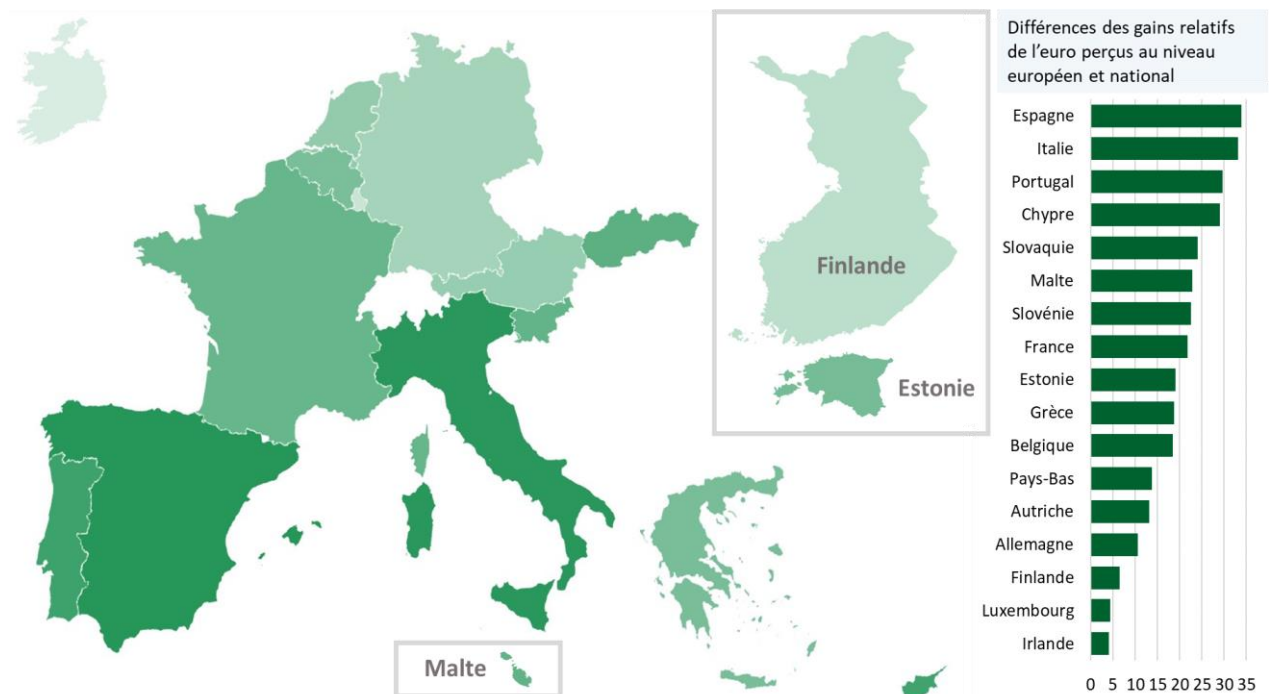 Différences des gains relatifs
de l’euro perçus au niveau
européen et national
Finlande
Estonie
Malte
Espagne
Italie
Portugal
Chypre
Slovaquie
Malte
Slovénie
France
Estonie
Grèce
Belgique
Pays-Bas
Autriche
Allemagne
Finlande
Luxembourg
Irlande
0 5 10 15 20 25 30 35